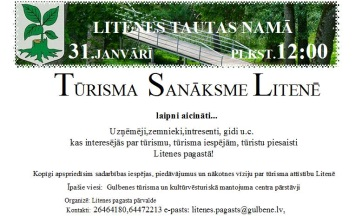 LITENES TAUTAS NAMĀ
31.JANVĀRĪ PLKST.12:00
TŪRISMA SANĀKSME LITENĒ
laipni aicināti...
Uzņēmēji,zemnieki,intresenti, gidi u.c.
kas interesējās par tūrismu, tūrisma iespējām, tūristu piesaisti
Litenes pagastā!
Kopīgi apspriedīsim sadarbības iespējas, piedāvājumus un nākotnes vīziju par tūrisma attīstību Litenē
Īpašie viesi: Gulbenes tūrisma un kultūrvēsturiskā mantojuma centra pārstāvji
Organizē: Litenes pagasta pārvalde
Kontakti: 26464180,64472213 e-pasts: litenes.pagasts@gulbene.lv,